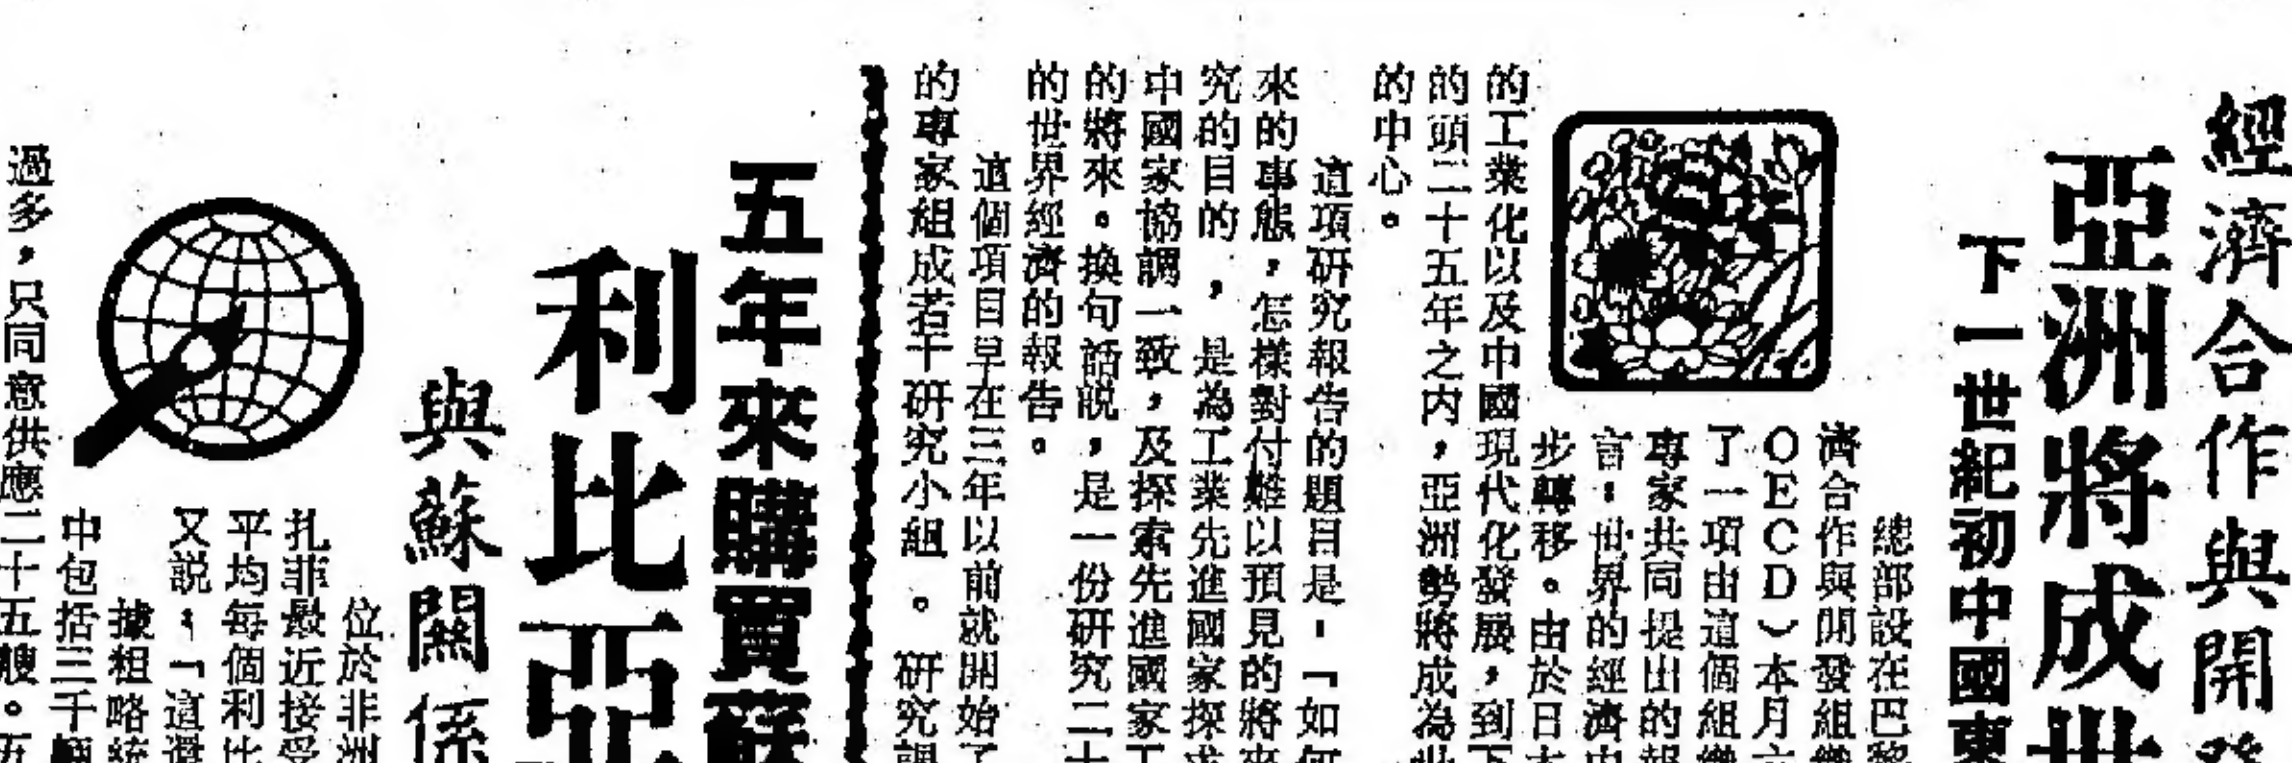 經濟合作與開發
亞洲將成世
下一世紀初中國東
總部設在巴黎
濟合作與開發組織
OECD）本月六
了一項由這個組織
專家共同提出的報
言：世界的經濟中
步轉移。由於日本
的工業化以及中國現代化發展，到下
的頭二十五年之內，亞洲勢將成為世
的中心。
這項研究報告的題目是：「如何
來的事態，怎樣對付難以預見的將來
究的目的，是為工業先進國家探求
中國家協調一致，及探索先進國家工
的將來。換句話說，是一份研究二十
的世界經濟的報告。
這個項目早在三年以前就開始了
的專家組成若干研究小組。研究課
五年來購買蘇
利比亞
與蘇關係
位於非洲
扎菲最近接受
平均每個利比
又說：「這還
據粗略統
中包括三千輛
過多，只同意供應二十五艘。五